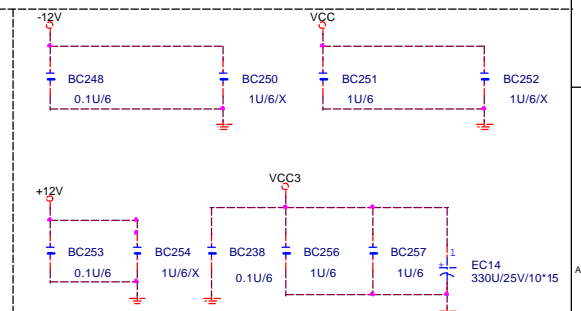 -12V
VCC
BC248
BC250
BC251
BC252
0.1U/6
1U/6/X
1U/6
1U/6/X
+12V
VCC3
BC253
BC254
BC238
BC256
BC257
1
EC14
0.1U/6
1U/6/X
0.1U/6
1U/6
1U/6
330U/25V/10*15
+
A